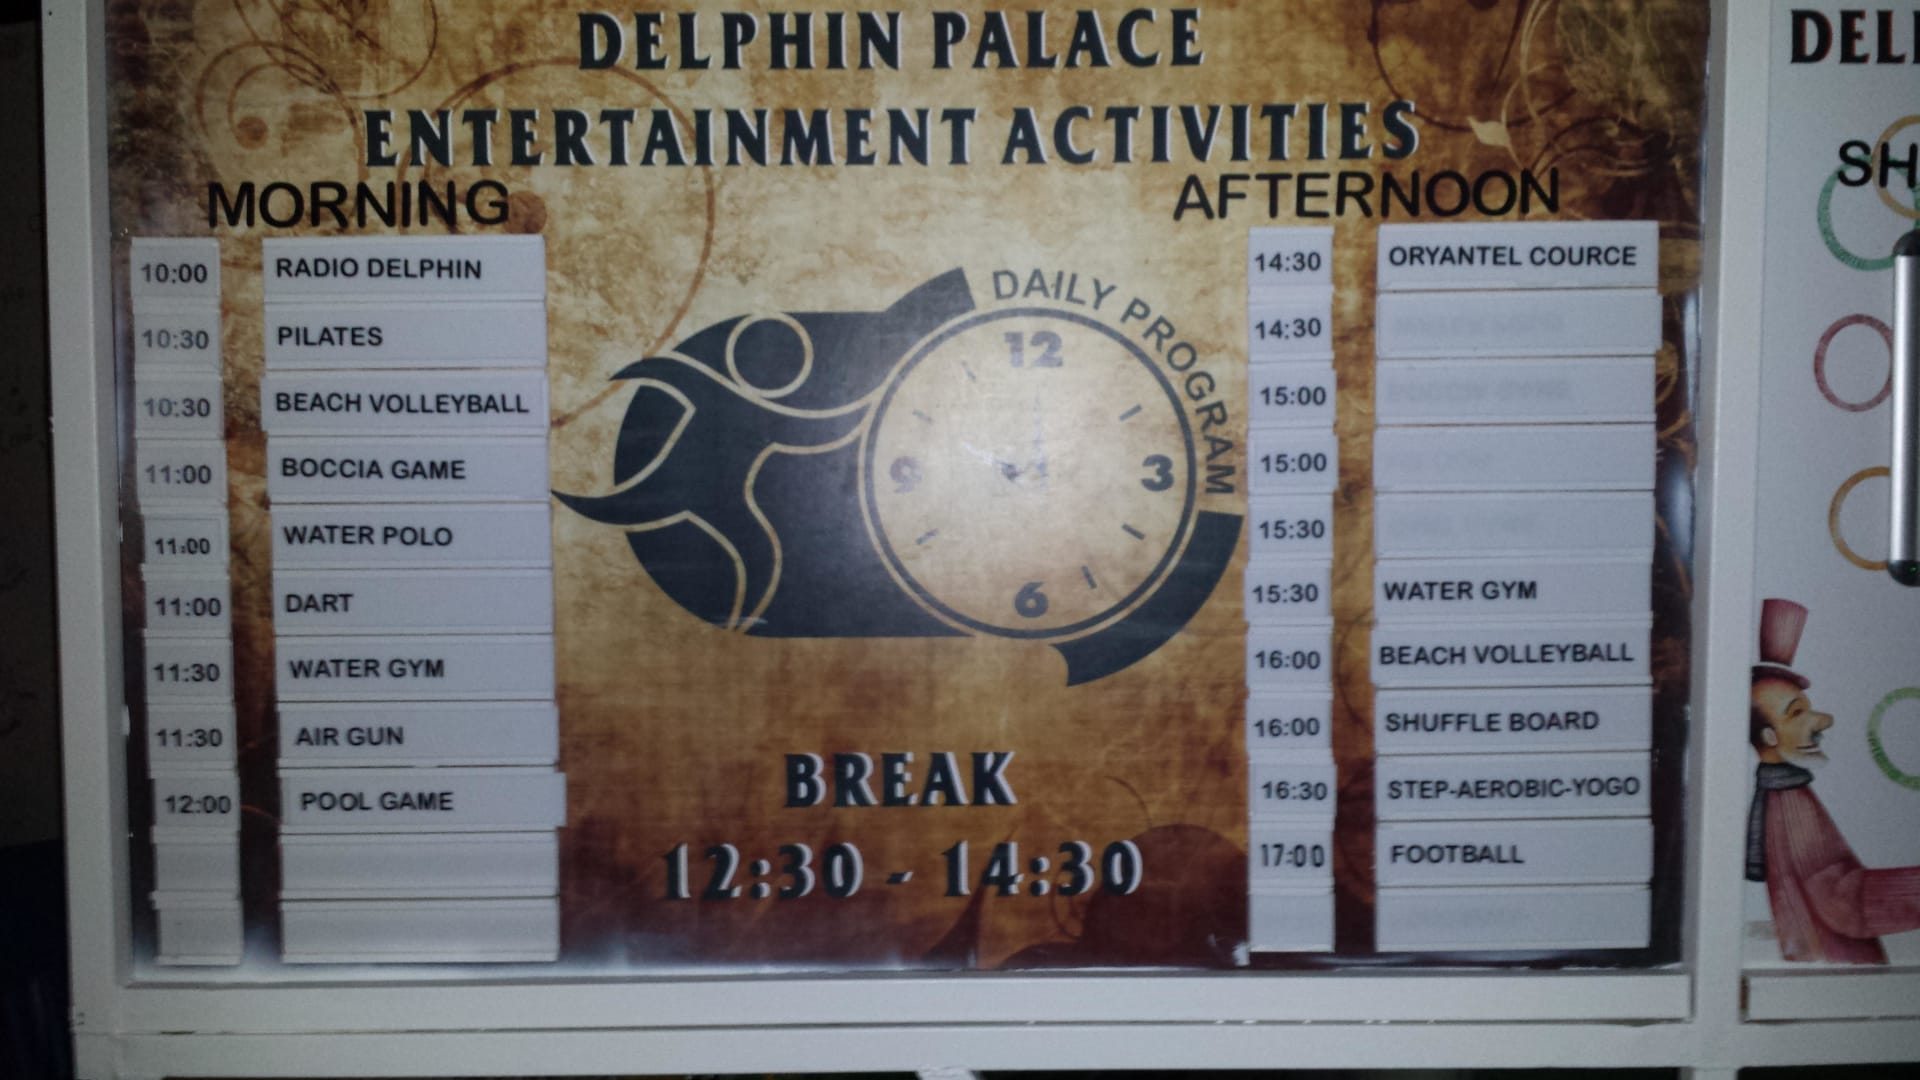 DELPHIN PALACE
ENTERTAINMENT ACTIVITIES
MORNING
10:00 RADIO DELPHIN
10:30 PILATES
10:30 BEACH VOLLEYBALL
11:00 BOCCIA GAME
11:00 WATER POLO
11:00 DART
11:30 WATER GYM
11:30 AIR GUN
12:00 POOL GAME
DAILY PROGRAM
12
3
6
9
BREAK
12:30 - 14:30
AFTERNOON
14:30 ORYANTEL COURCE
14:30
15:00
15:00
15:30
15:30 WATER GYM
16:00 BEACH VOLLEYBALL
16:00 SHUFFLE BOARD
16:30 STEP-AEROBIC-YOGO
17:00 FOOTBALL